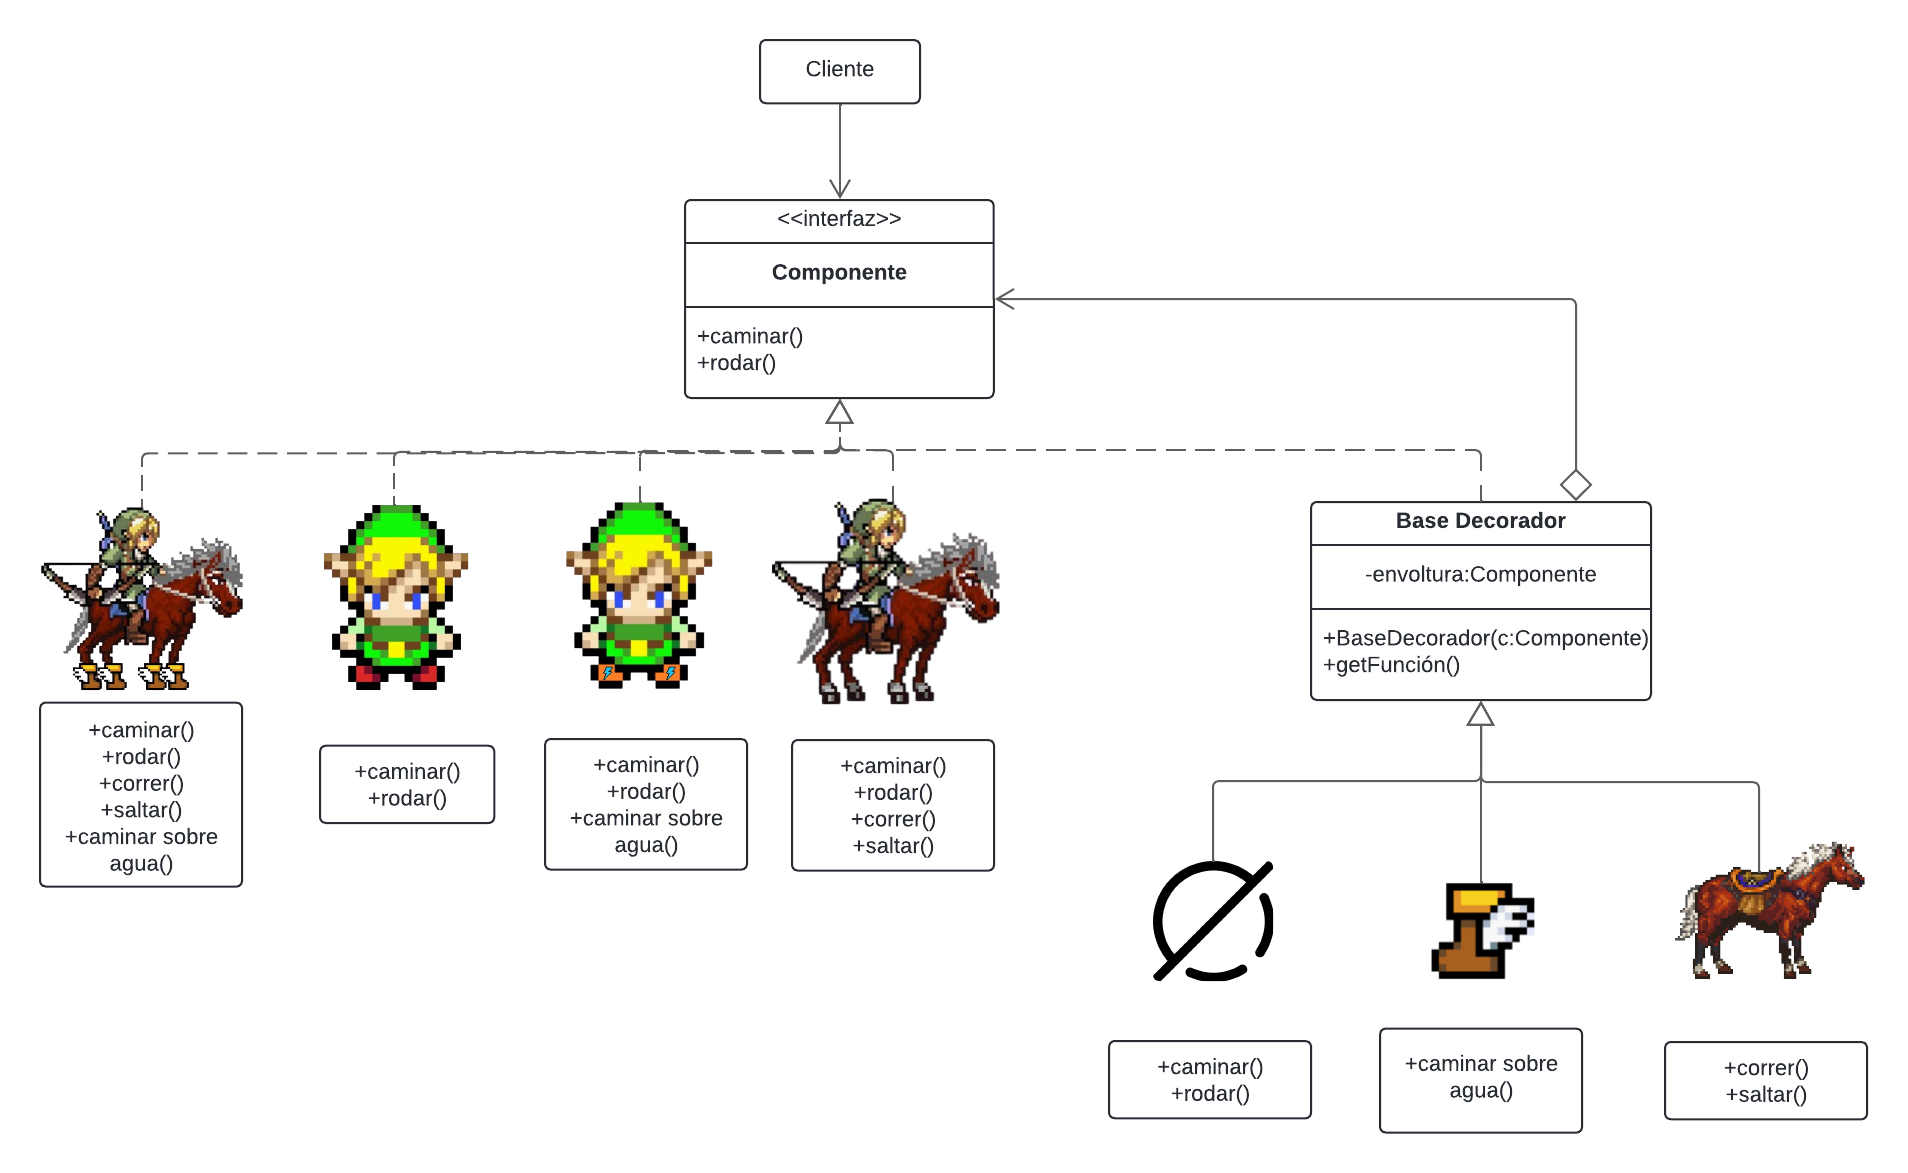 Cliente
<<interfaz>>
Componente
+caminar()
+rodar()
Base Decorador
-envoltura:Componente
+BaseDecorador(c:Componente)
+getFunción()
+caminar()
+rodar()
+correr()
+saltar()
+caminar sobre
agua()
+caminar()
+rodar()
+caminar()
+rodar()
+caminar sobre
agua()
+caminar()
+rodar()
+correr()
+saltar()
+caminar()
+rodar()
+caminar sobre
agua()
+correr()
+saltar()